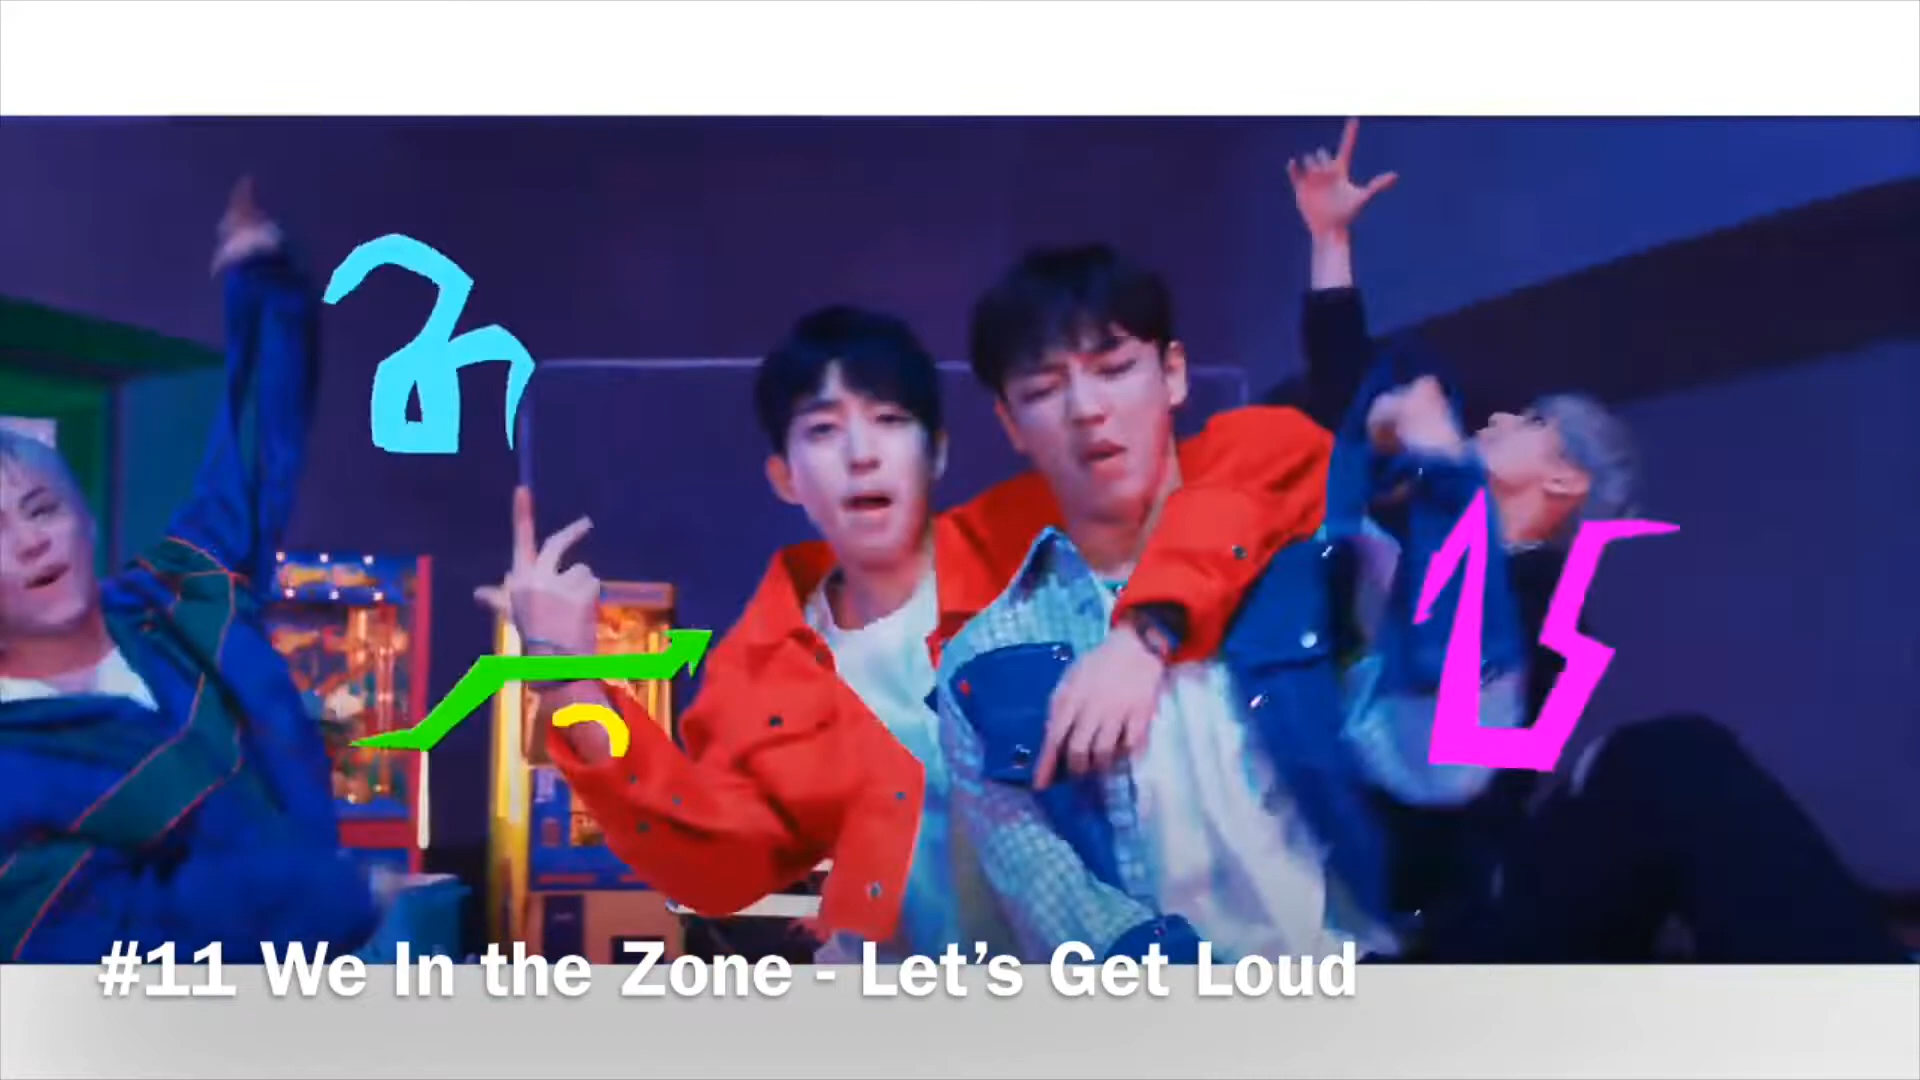 #11 We In the Zone - Let’s Get Loud